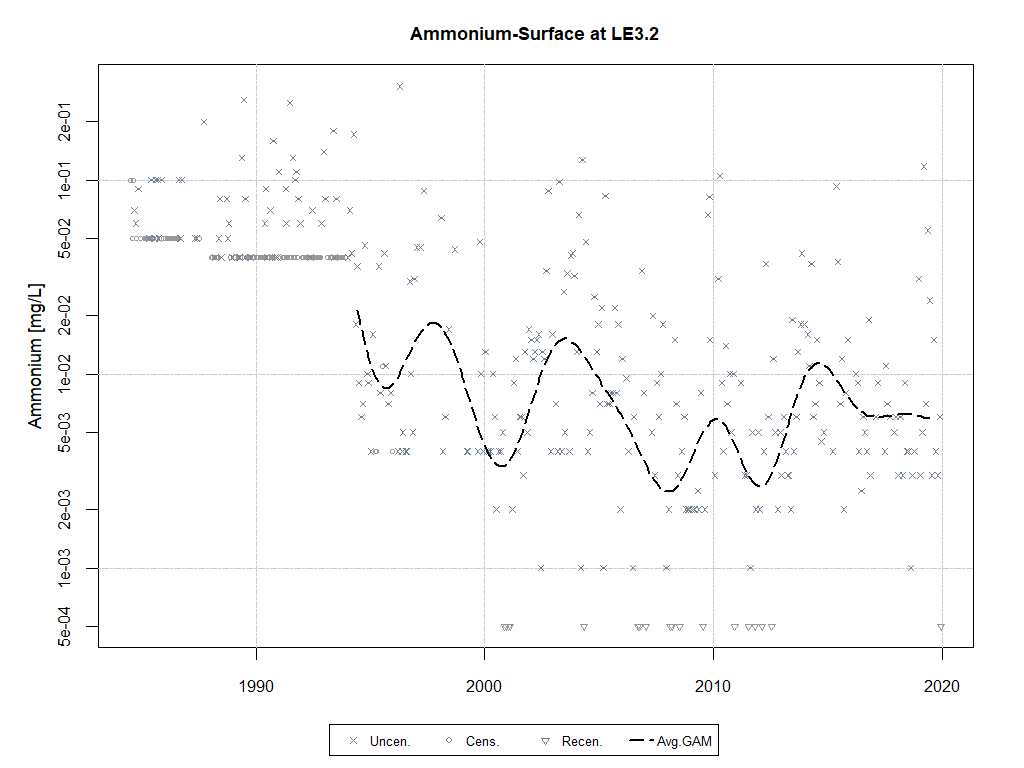 Ammonium-Surface at LE3.2
Ammonium [mg/L]
2e-01
1e-01
5e-02
2e-02
1e-02
5e-03
2e-03
1e-03
5e-04
1990 2000 2010 2020
Uncen. Cens. Recen. Avg.GAM